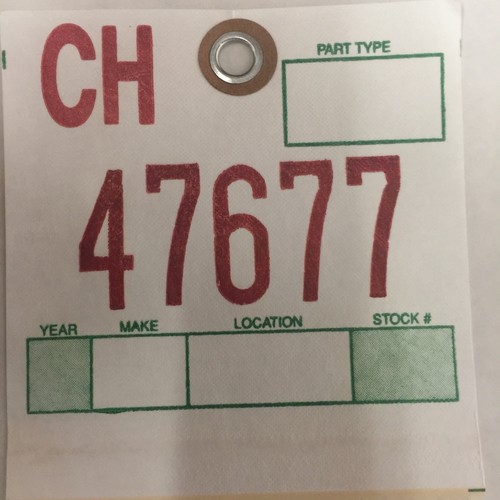 CH
PART TYPE
47677
YEAR MAKE LOCATION STOCK #